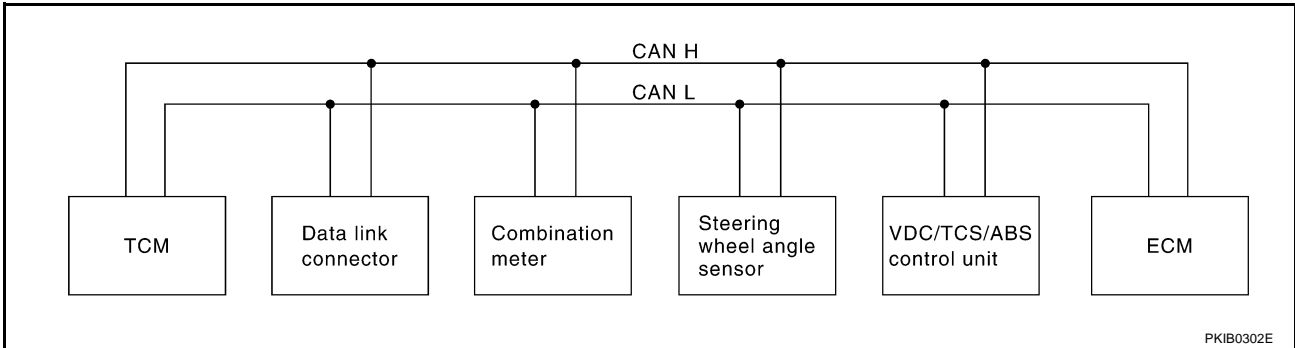 CAN H
CAN L
TCM
Data link
connector
Combination
meter
Steering
wheel angle
sensor
VDC/TCS/ABS
control unit
ECM
PKIB0302E